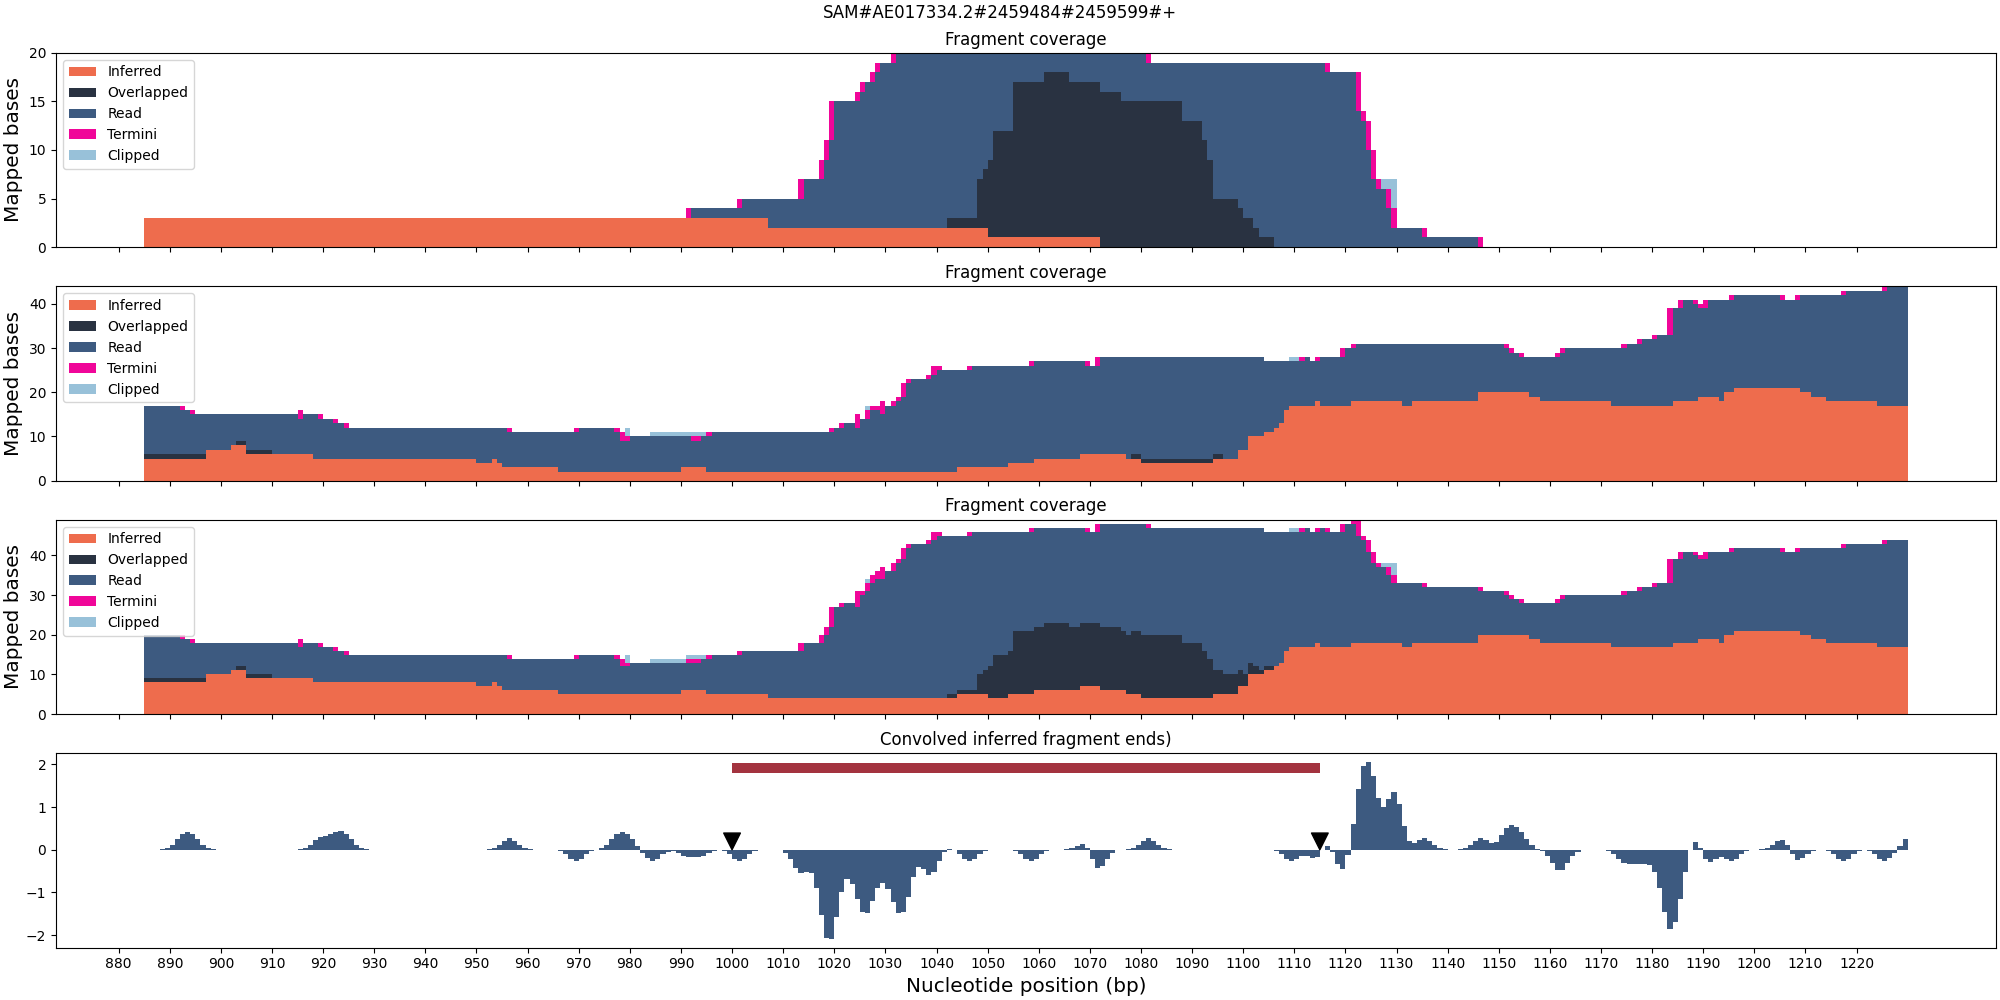 SAM#AE017334.2#2459484#2459599#+
Fragment coverage
20
15
10
5
0
Mapped bases
Inferred
Overlapped
Read
Termini
Clipped
Fragment coverage
40
30
20
10
0
Mapped bases
Inferred
Overlapped
Read
Termini
Clipped
Fragment coverage
40
30
20
10
0
Mapped bases
Inferred
Overlapped
Read
Termini
Clipped
Convolved inferred fragment ends)
2
1
0
−1
−2
880 890 900 910 920 930 940 950 960 970 980 990 1000 1010 1020 1030 1040 1050 1060 1070 1080 1090 1100 1110 1120 1130 1140 1150 1160 1170 1180 1190 1200 1210 1220
Nucleotide position (bp)